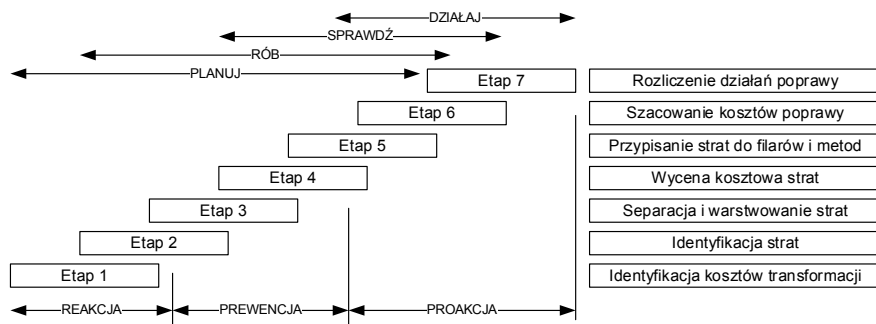 DZIAŁAJ
SPRAWDŹ
RÓB
PLANUJ
Etap 7 Rozliczenie działań poprawy
Etap 6 Szacowanie kosztów poprawy
Etap 5 Przypisanie strat do filarów i metod
Etap 4 Wycena kosztowa strat
Etap 3 Separacja i warstwowanie strat
Etap 2 Identyfikacja strat
Etap 1 Identyfikacja kosztów transformacji
REAKCJA PREWENCJA PROAKCJA